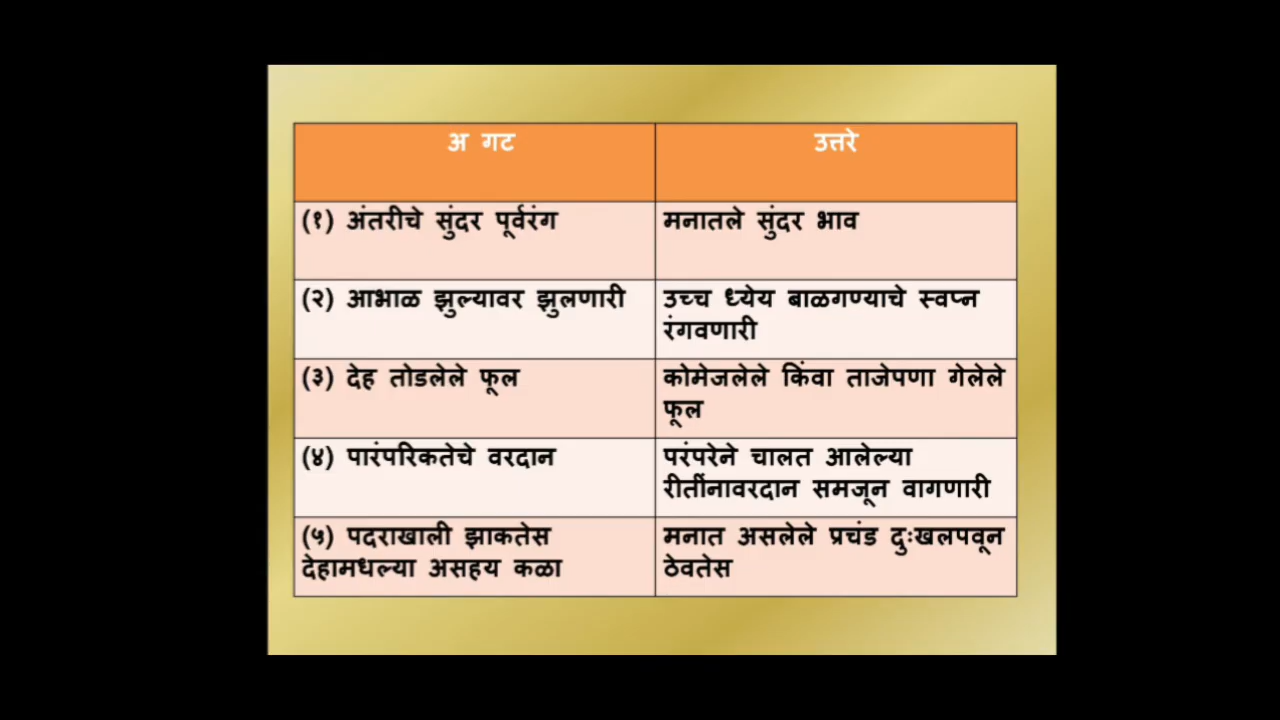 अ गट
उत्तरे
(१) अंतरीचे सुंदर पूर्वरंग
मनातले सुंदर भाव
(२) आभाळ झुल्यावर झुलणारी
उच्च ध्येय बाळगण्याचे स्वप्न
रंगवणारी
(३) देह तोडलेले फूल
कोमेजलेले किंवा ताजेपणा गेलेले
फूल
(४) पारंपरिकतेचे वरदान
परंपरेने चालत आलेल्या
रीतींनावरदान समजून वागणारी
(५) पदराखाली झाकतेस
देहामधल्या असहय कळा
मनात असलेले प्रचंड दुःखलपवून
ठेवतेस